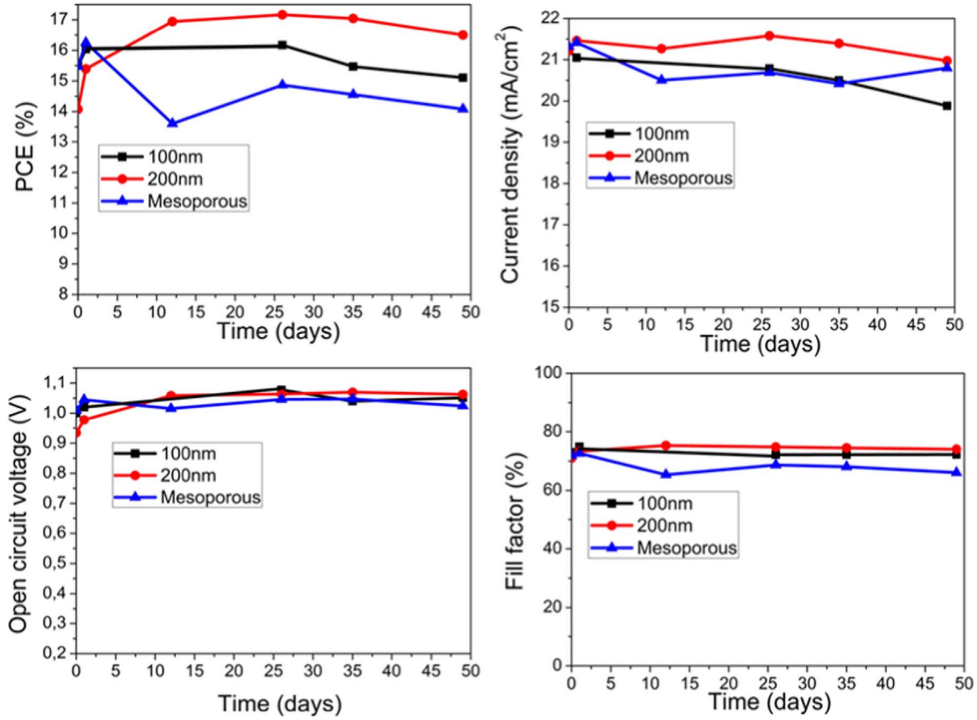 PCE (%)
17
16
15
14
13
12
11
10
9
8
100nm
200nm
Mesoporous
0 5 10 15 20 25 30 35 40 45 50
Time (days)
Current density (mA/cm²)
22
21
20
19
18
17
16
15
100nm
200nm
Mesoporous
0 5 10 15 20 25 30 35 40 45 50
Time (days)
Open circuit voltage (V)
1,1
1,0
0,9
0,8
0,7
0,6
0,5
0,4
0,3
0,2
100nm
200nm
Mesoporous
0 5 10 15 20 25 30 35 40 45 50
Time (days)
Fill factor (%)
100
80
60
40
20
0
100nm
200nm
Mesoporous
0 5 10 15 20 25 30 35 40 45 50
Time (days)